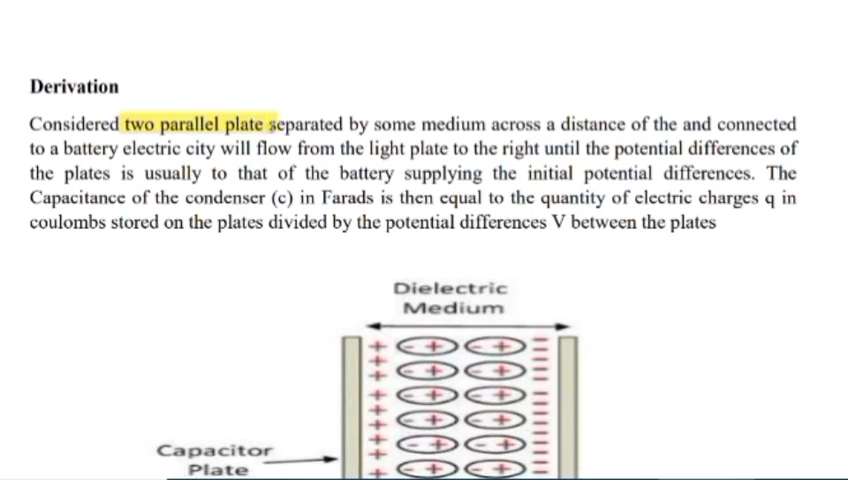 Derivation
Considered two parallel plate separated by some medium across a distance of the and connected
to a battery electric city will flow from the light plate to the right until the potential differences of
the plates is usually to that of the battery supplying the initial potential differences. The
Capacitance of the condenser (c) in Farads is then equal to the quantity of electric charges q in
coulombs stored on the plates divided by the potential differences V between the plates
Dielectric
Medium
Capacitor
Plate